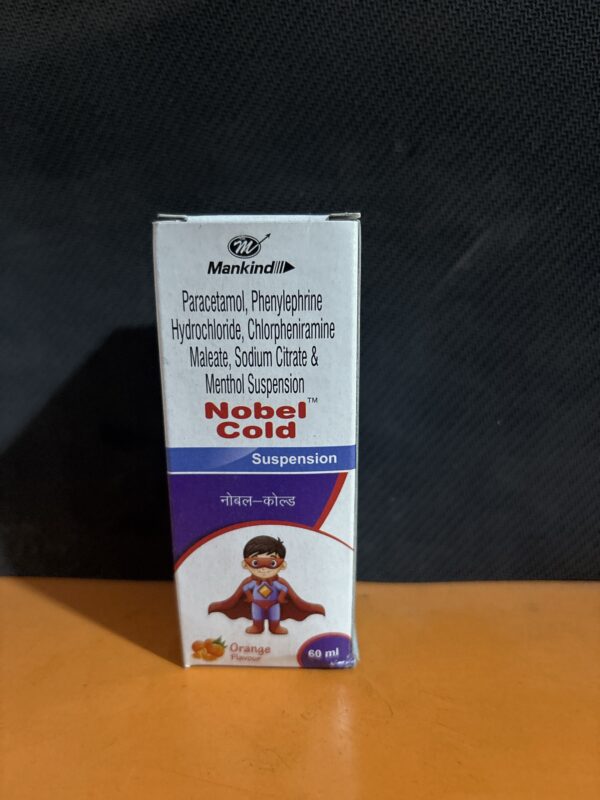 m
Mankind
Paracetamol, Phenylephrine
Hydrochloride, Chlorpheniramine
Maleate, Sodium Citrate &
Menthol Suspension
Nobel™
Cold
Suspension
नोबल-कोल्ड
Orange
Flavour
60 ml